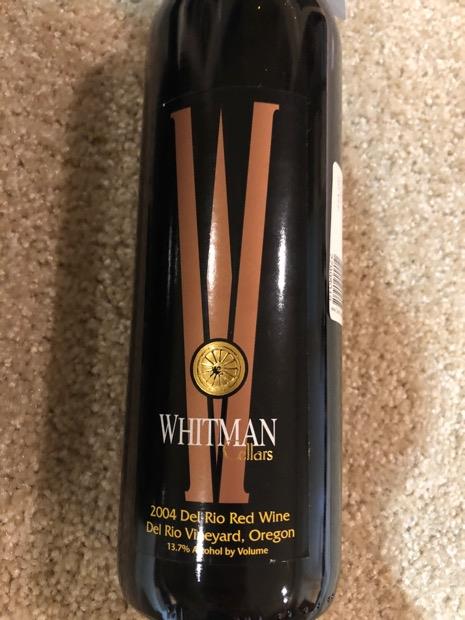 W
WHITMAN
Cellars
2004 Del Rio Red Wine
Del Rio Vineyard, Oregon
13.7% Alcohol by Volume